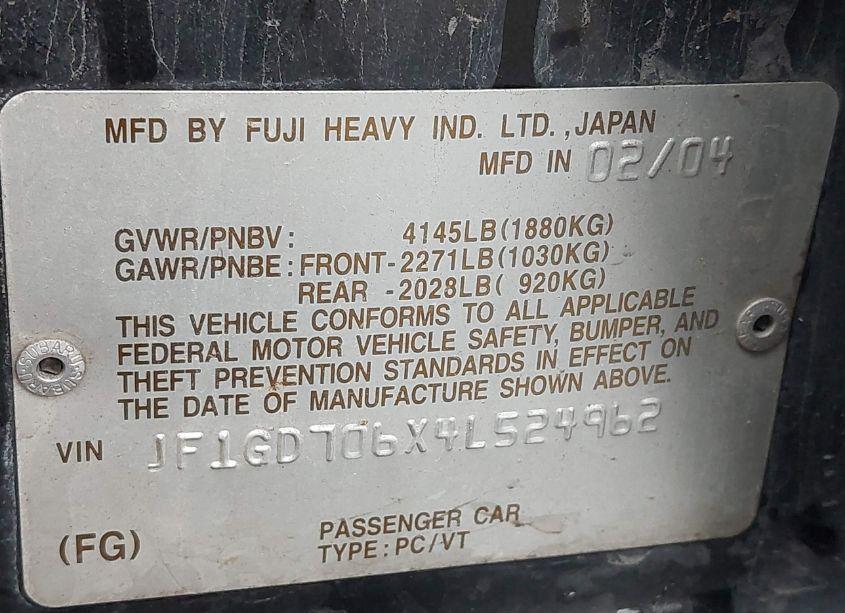 MFD BY FUJI HEAVY IND. LTD.,JAPAN
MFD IN 02/04
GVWR/PNBV: 4145LB(1880KG)
GAWR/PNBE:FRONT-2271LB(1030KG)
REAR -2028LB( 920KG)
THIS VEHICLE CONFORMS TO ALL APPLICABLE
FEDERAL MOTOR VEHICLE SAFETY, BUMPER, AND
THEFT PREVENTION STANDARDS IN EFFECT ON
THE DATE OF MANUFACTURE SHOWN ABOVE.
VIN JF1GD706X4L524962
(FG)
PASSENGER CAR
TYPE:PC/VT
SUBARU SUBARU